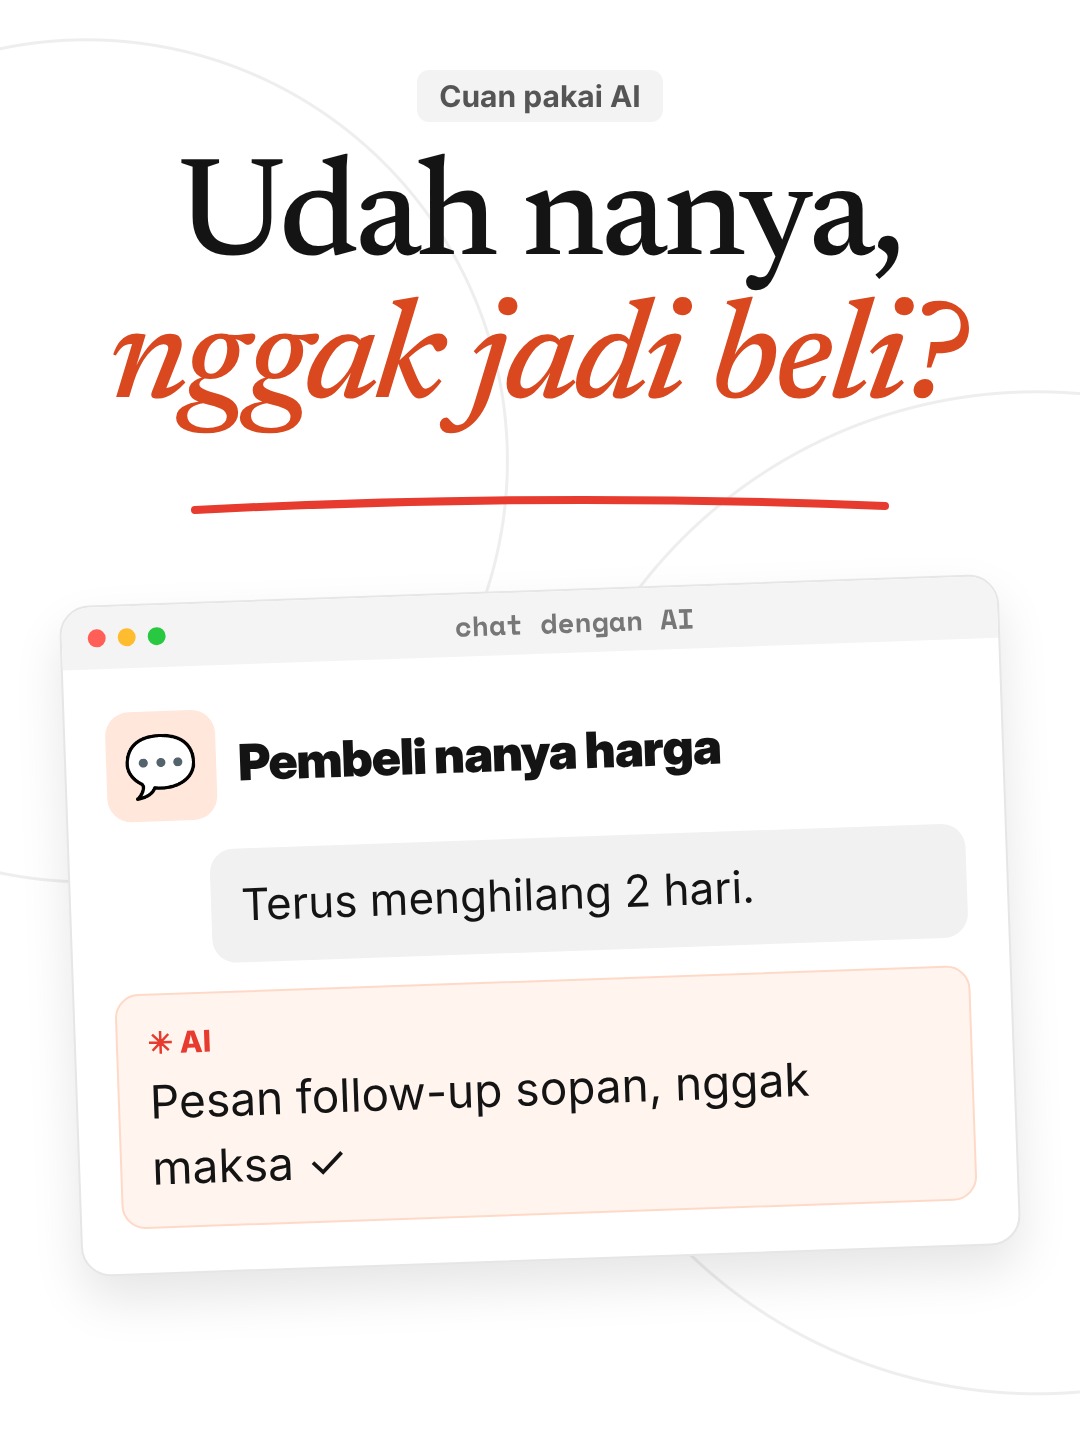 Cuan pakai AI
Udah nanya,
nggak jadi beli?
chat dengan AI
Pembeli nanya harga
Terus menghilang 2 hari.
✳ AI
Pesan follow-up sopan, nggak
maksa ✓